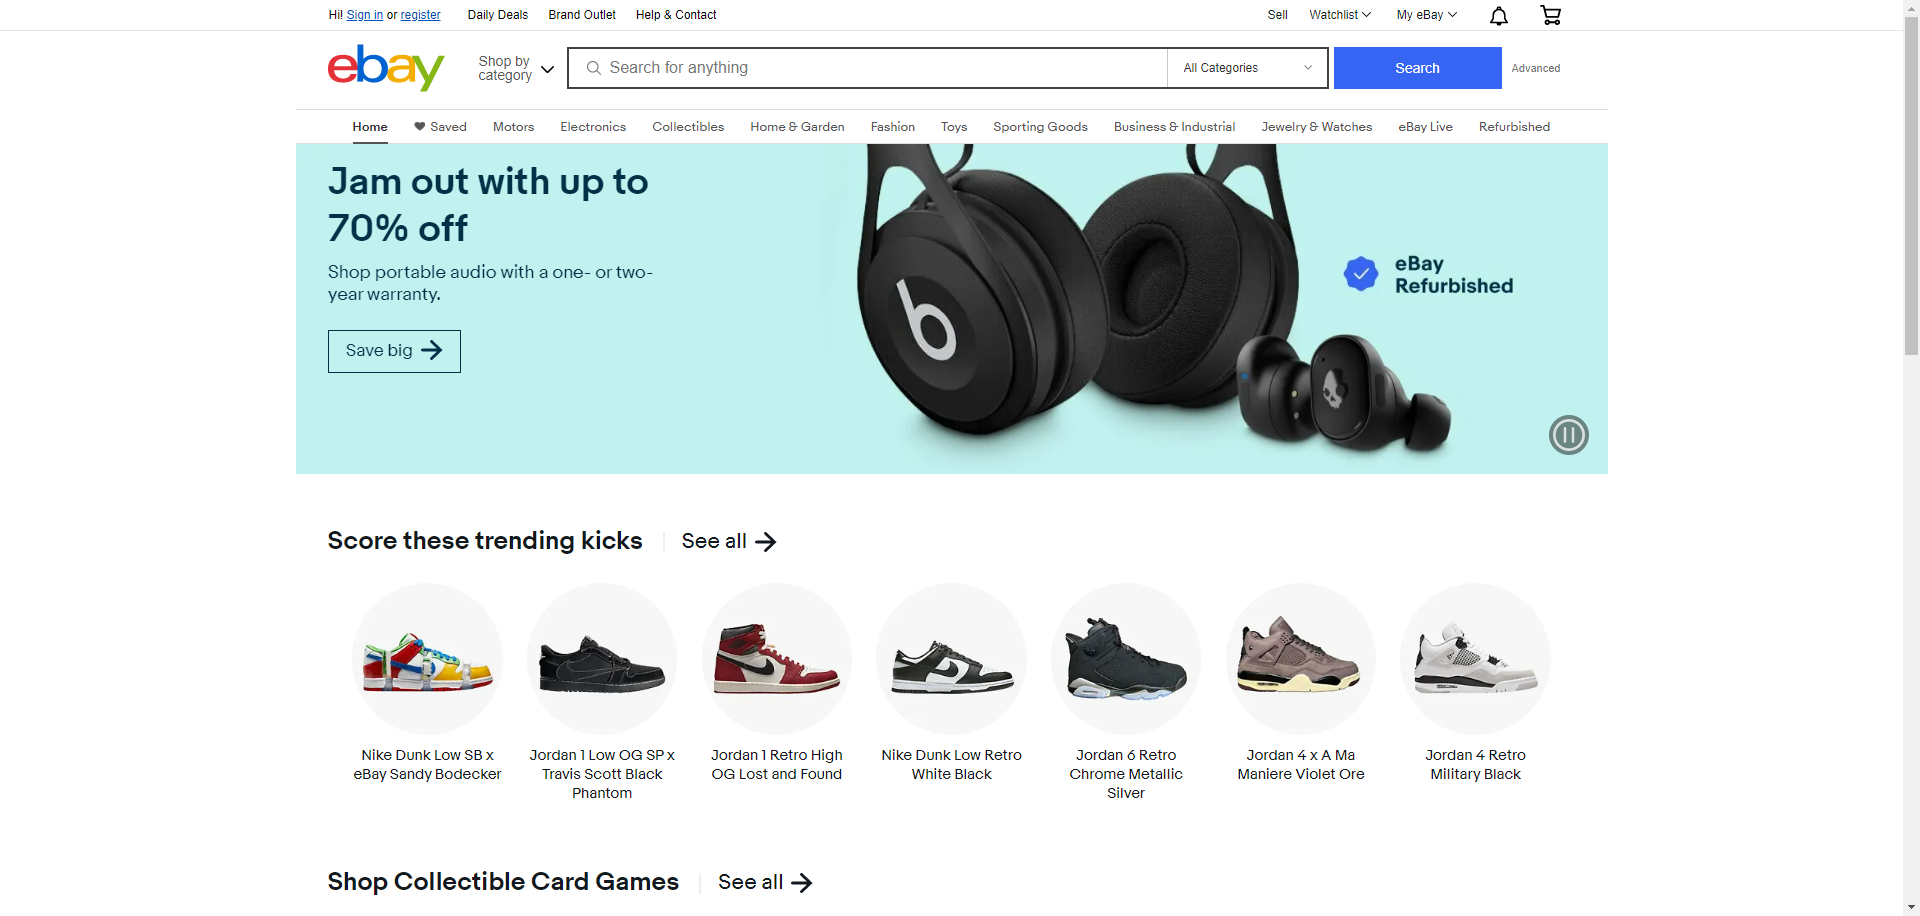 Hi! Sign in or register
Daily Deals
Brand Outlet
Help & Contact
Sell
Watchlist
My eBay
ebay
Shop by
category
Search for anything
All Categories
Search
Advanced
Home
Saved
Motors
Electronics
Collectibles
Home & Garden
Fashion
Toys
Sporting Goods
Business & Industrial
Jewelry & Watches
eBay Live
Refurbished
Jam out with up to
70% off
Shop portable audio with a one- or two-
year warranty.
Save big
b
eBay
Refurbished
Score these trending kicks
See all
Nike Dunk Low SB x
eBay Sandy Bodecker
Jordan 1 Low OG SP x
Travis Scott Black
Phantom
Jordan 1 Retro High
OG Lost and Found
Nike Dunk Low Retro
White Black
Jordan 6 Retro
Chrome Metallic
Silver
Jordan 4 x A Ma
Maniere Violet Ore
Jordan 4 Retro
Military Black
Shop Collectible Card Games
See all